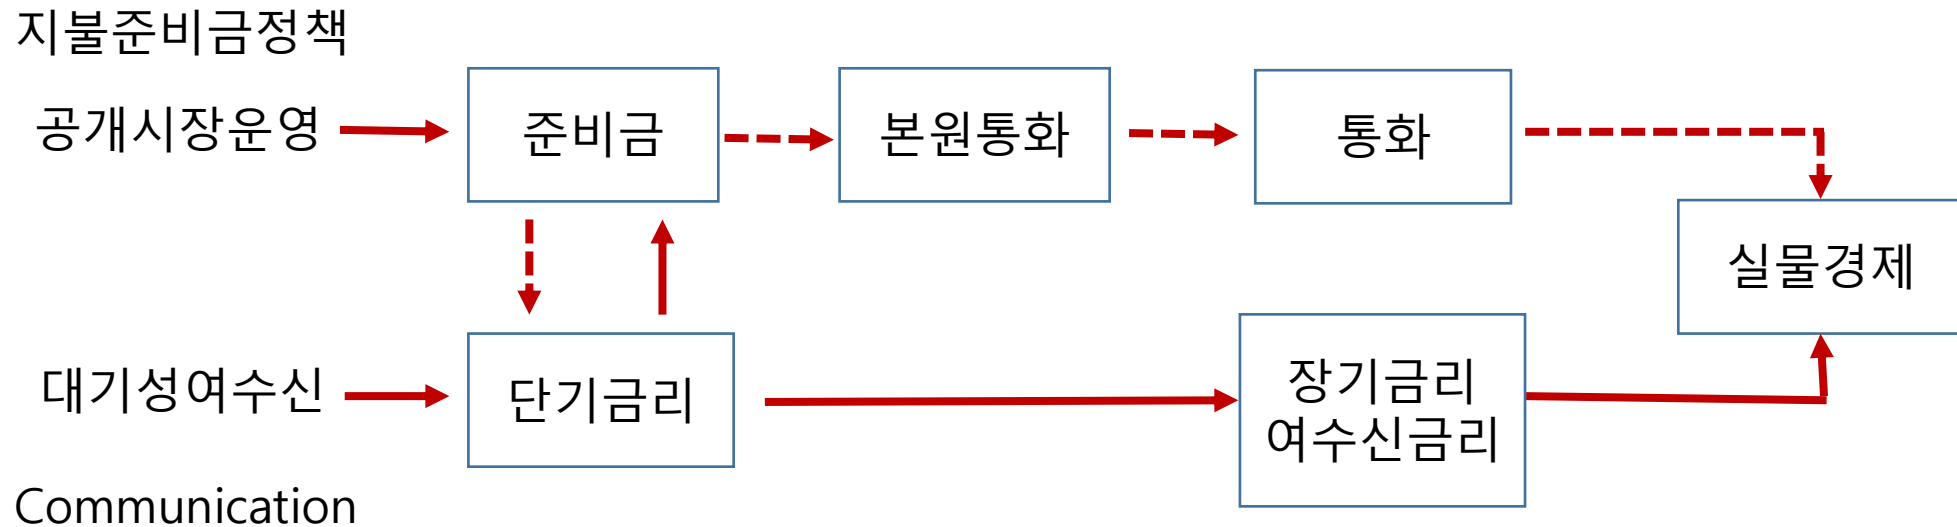 지불준비금정책
공개시장운영
준비금
본원통화
통화
실물경제
대기성여수신
단기금리
장기금리
여수신금리
Communication